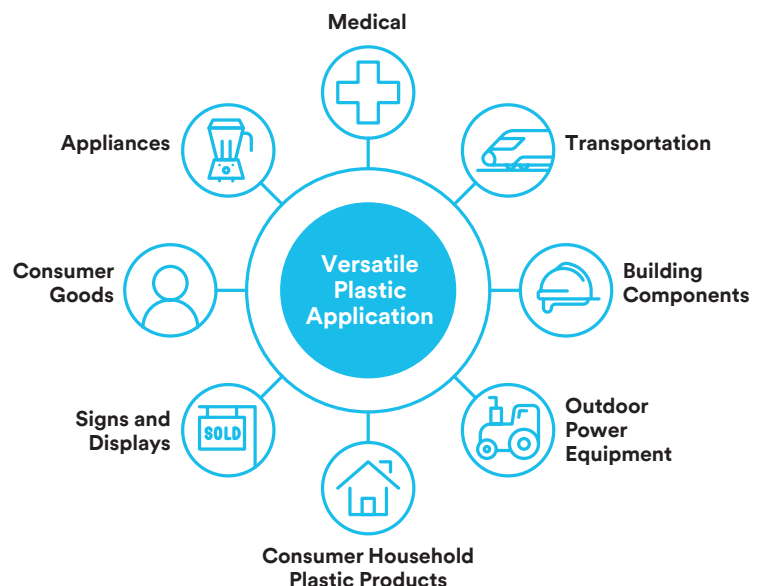 Medical
Transportation
Building
Components
Outdoor
Power
Equipment
Consumer Household
Plastic Products
Signs and
Displays
SOLD
Consumer
Goods
Appliances
Versatile
Plastic
Application